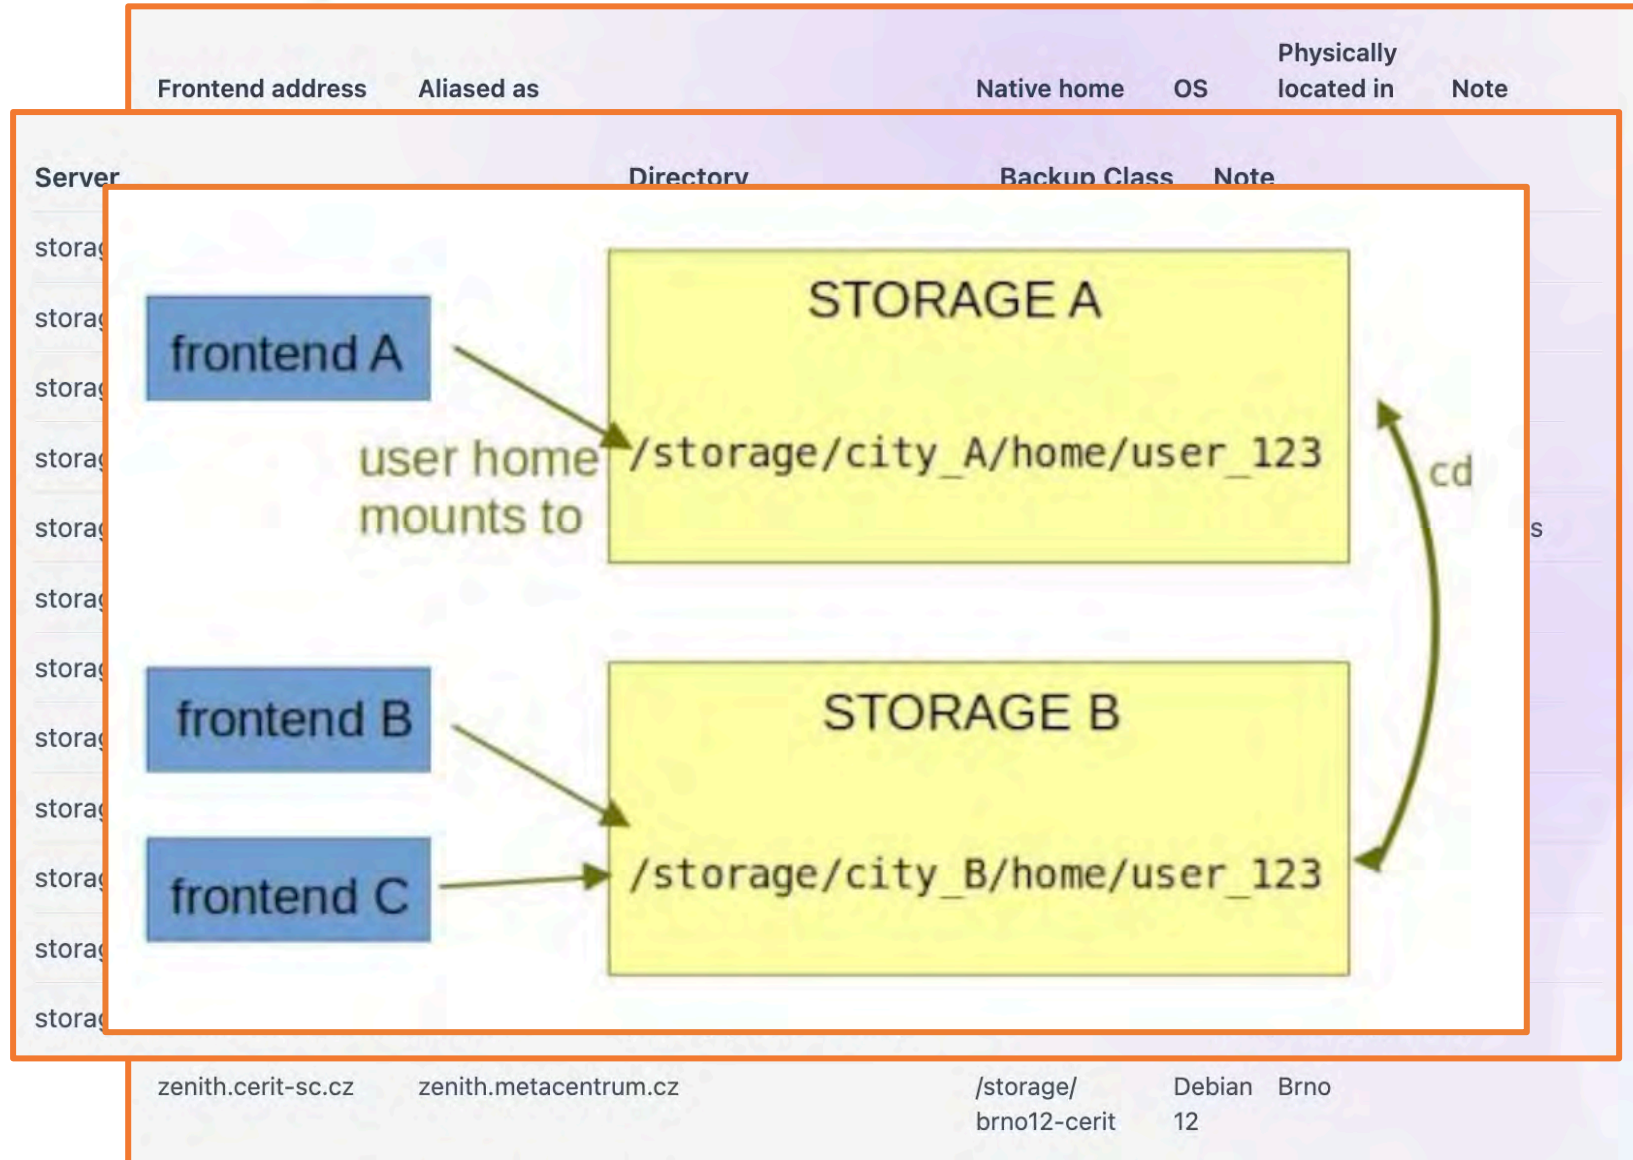 Frontend address Aliased as Native home OS Physically located in Note
Server Directory Backup Class Note
STORAGE A
frontend A
user home
mounts to
/storage/city_A/home/user_123
cd
STORAGE B
frontend B
frontend C
/storage/city_B/home/user_123
zenith.cerit-sc.cz zenith.metacentrum.cz /storage/ Debian Brno
brno12-cerit 12